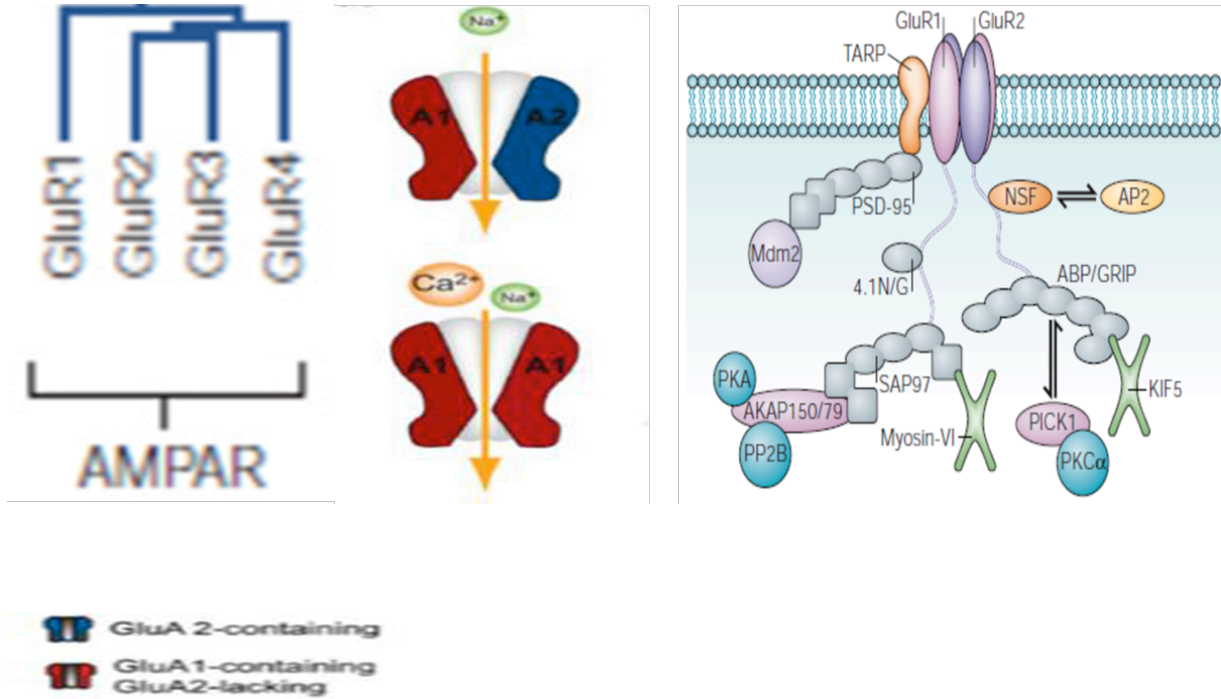 GluR1
GluR2
GluR3
GluR4
AMPAR
Na+
A1
A2
Ca2+
Na+
A1
A1
GluR1
GluR2
TARP
PSD-95
Mdm2
NSF
AP2
4.1N/G
ABP/GRIP
SAP97
PKA
AKAP150/79
PP2B
Myosin-VI
KIF5
PICK1
PKCα
GluA 2-containing
GluA1-containing
GluA2-lacking